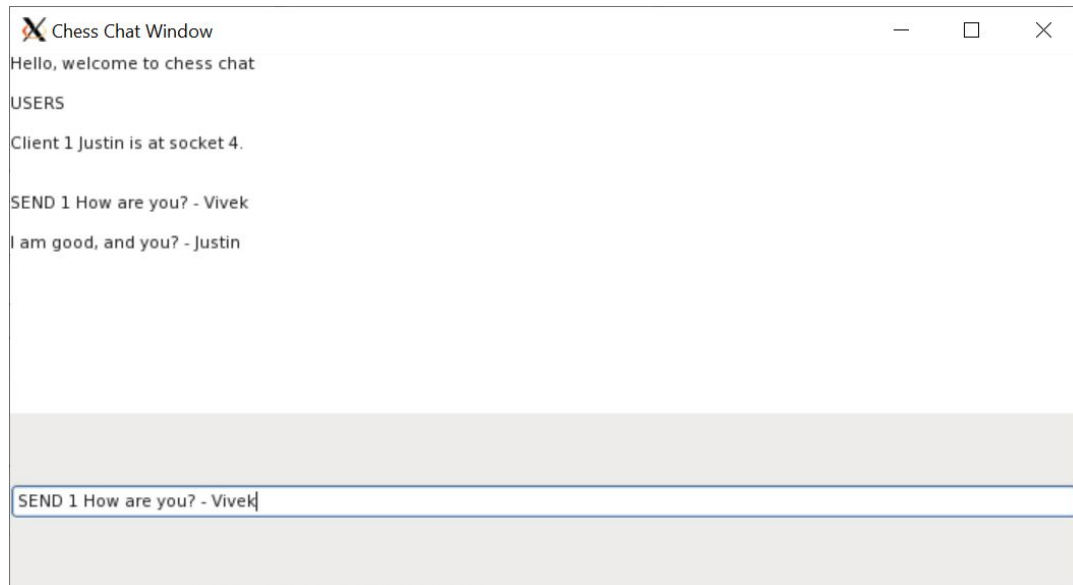 Chess Chat Window
Hello, welcome to chess chat
USERS
Client 1 Justin is at socket 4.
SEND 1 How are you? - Vivek
I am good, and you? - Justin
SEND 1 How are you? - Vivek